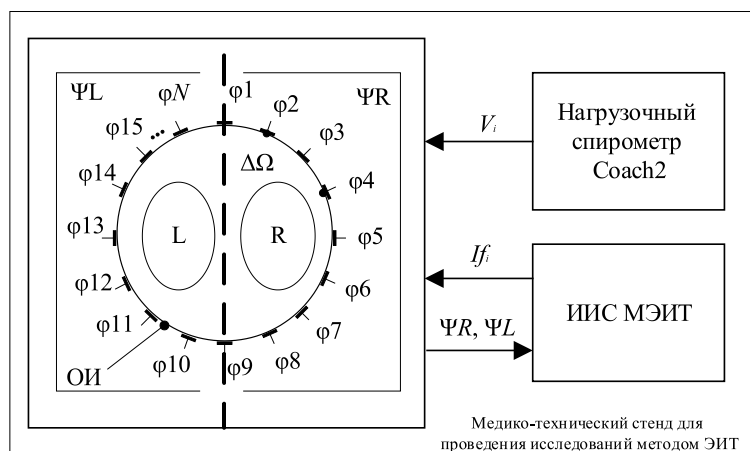 ΨL
φN
φ1
ΨR
φ15
...
φ2
φ3
φ14
ΔΩ
φ4
φ13
L
R
φ5
φ12
φ6
φ11
φ7
φ10
φ9
φ8
ОИ
Vᵢ
Нагрузочный
спирометр
Coach2
Ifᵢ
ΨR, ΨL
ИИС МЭИТ
Медико-технический стенд для
проведения исследований методом ЭИТ